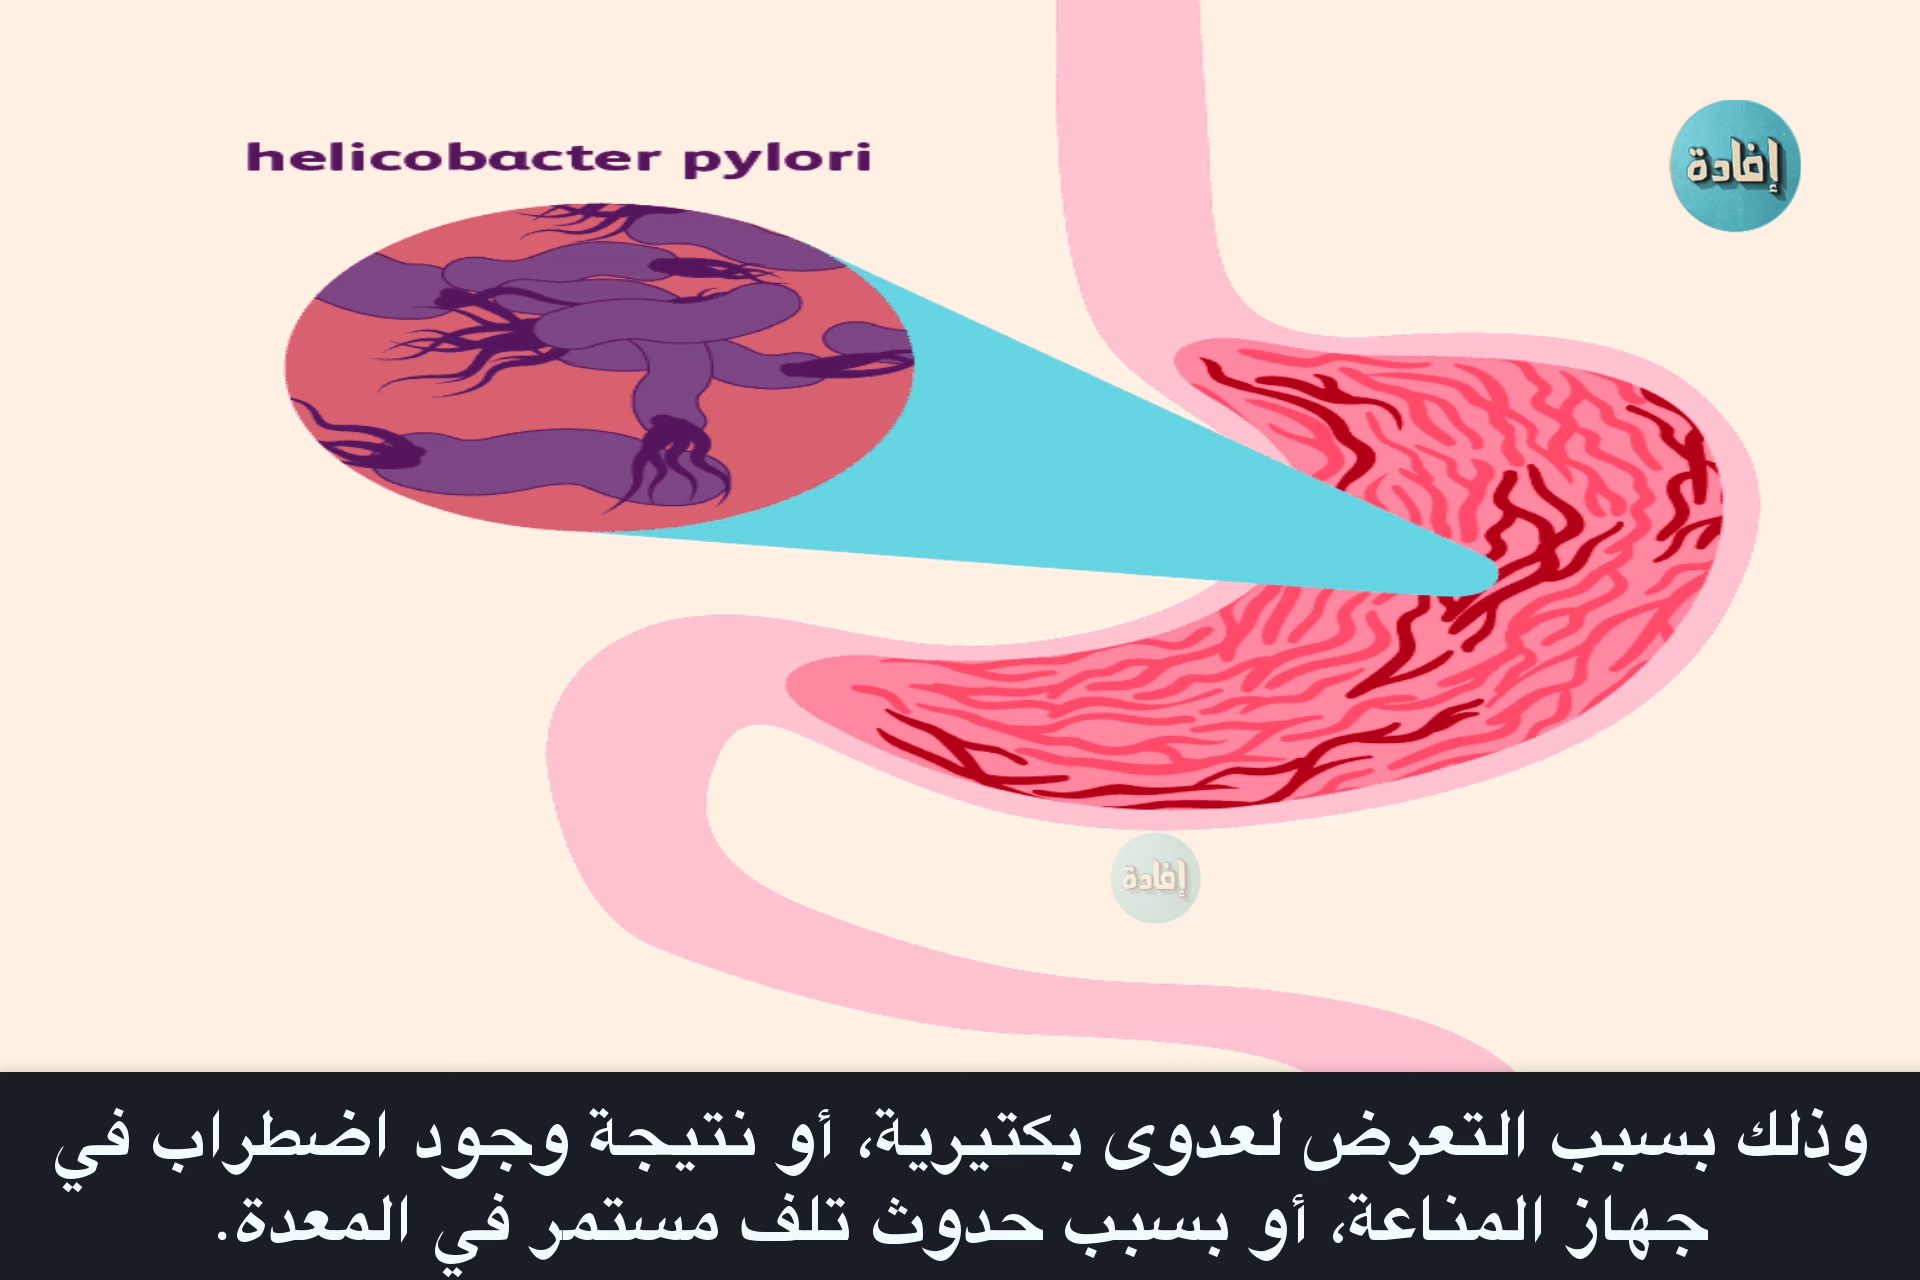 helicobacter pylori
إفادة
إفادة
وذلك بسبب التعرض لعدوى بكتيرية، أو نتيجة وجود اضطراب في
جهاز المناعة، أو بسبب حدوث تلف مستمر في المعدة.